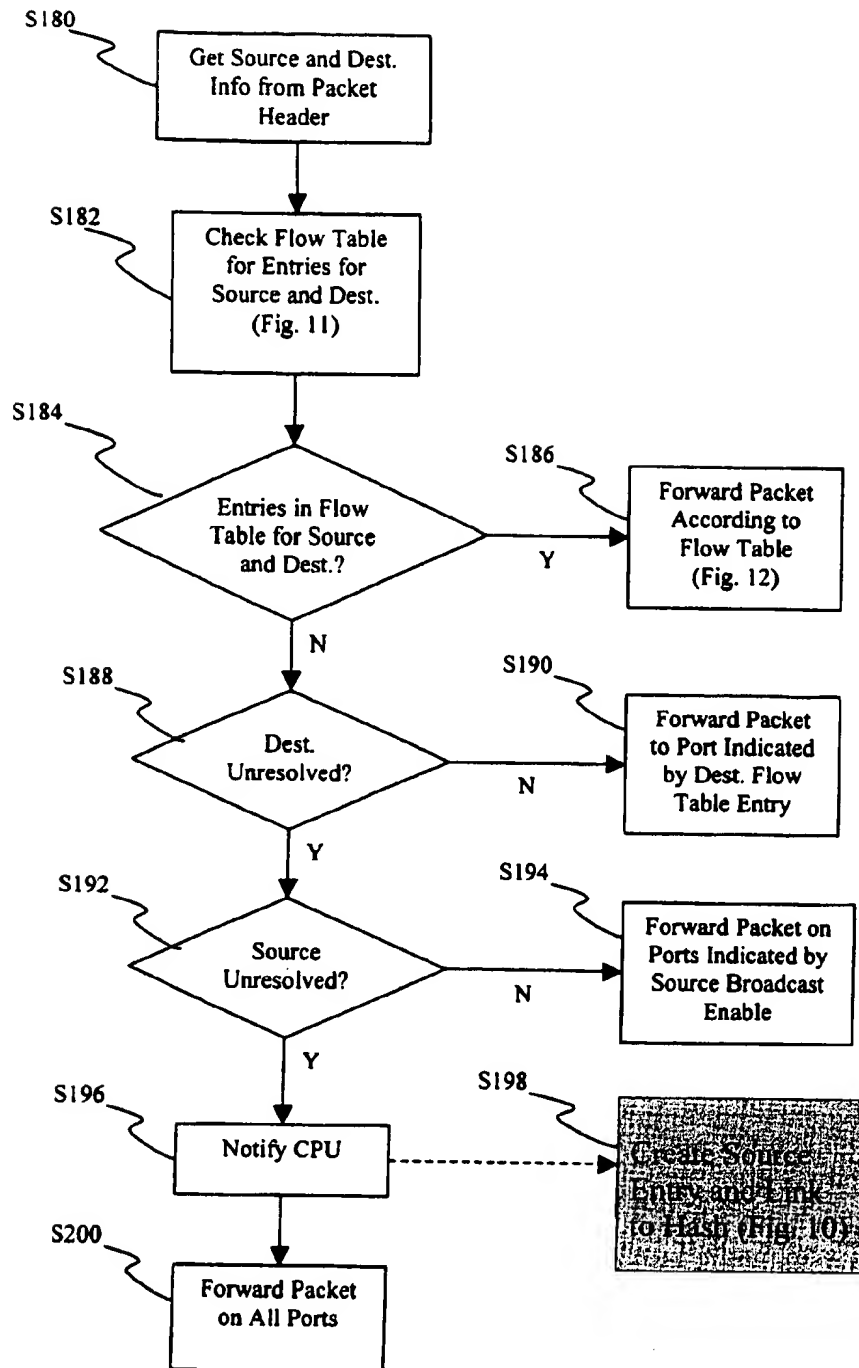 S180
Get Source and Dest.
Info from Packet
Header
S182
Check Flow Table
for Entries for
Source and Dest.
(Fig. 11)
S184
Entries in Flow
Table for Source
and Dest.?
Y
S186
Forward Packet
According to
Flow Table
(Fig. 12)
N
S188
Dest.
Unresolved?
N
S190
Forward Packet
to Port Indicated
by Dest. Flow
Table Entry
Y
S192
Source
Unresolved?
N
S194
Forward Packet on
Ports Indicated by
Source Broadcast
Enable
Y
S196
Notify CPU
S198
Create Source
Entry and Link
to Hash (Fig. 10)
S200
Forward Packet
on All Ports